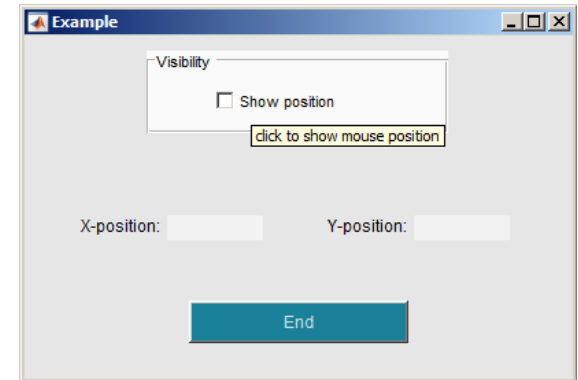 Example
Visibility
Show position
click to show mouse position
X-position: Y-position:
End